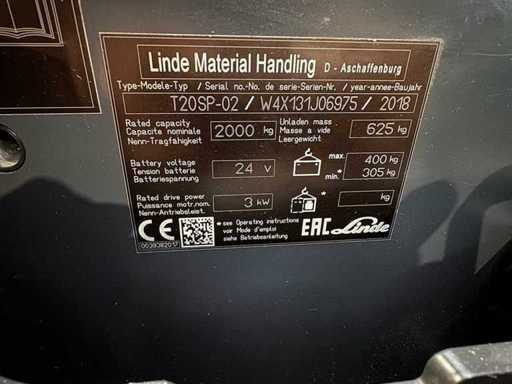 Linde Material Handling D - Aschaffenburg
Type-Modele-Typ / Serial no.-No. de serie-Serien-Nr. / year-annee-Baujahr
T20SP-02 / W4X131J06975 / 2018
Rated capacity
Capacite nominale
Nenn-Tragfähigkeit
2000 kg
Unladen mass
Masse a vide
Leergewicht
625 kg
Battery voltage
Tension batterie
Batteriespannung
24 V
max. 400 kg
min.* 305 kg
Rated drive power
Puissance motr.nom.
Nenn-Antriebsleist.
3 kW
kg
CE
*see Operating instructions
voir Mode d'emploi
siehe Betriebsanleitung
EAC Linde